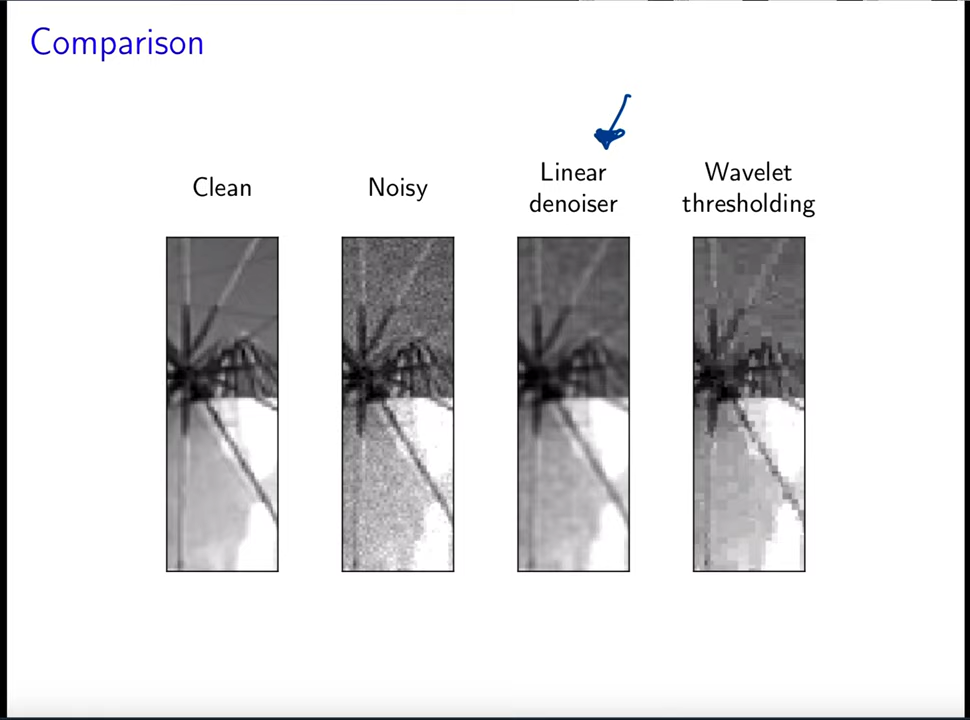 Comparison
Clean
Noisy
Linear
denoiser
Wavelet
thresholding